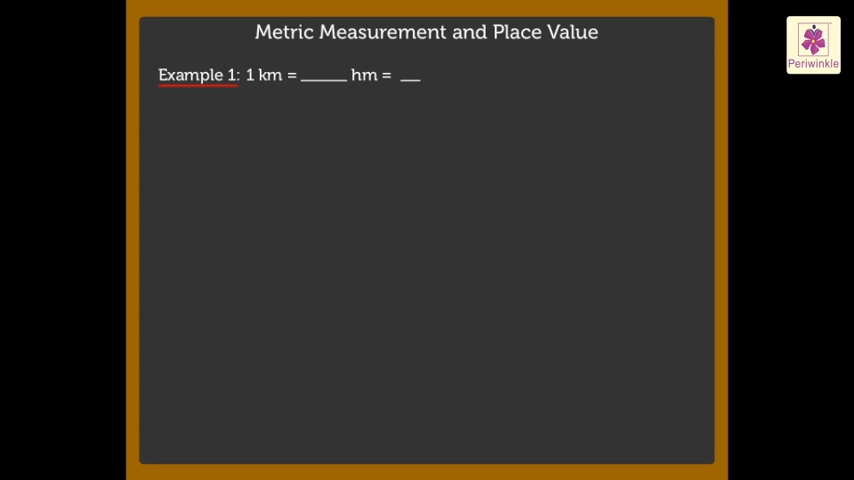 Metric Measurement and Place Value
Periwinkle
Example 1: 1 km = _____ hm = __